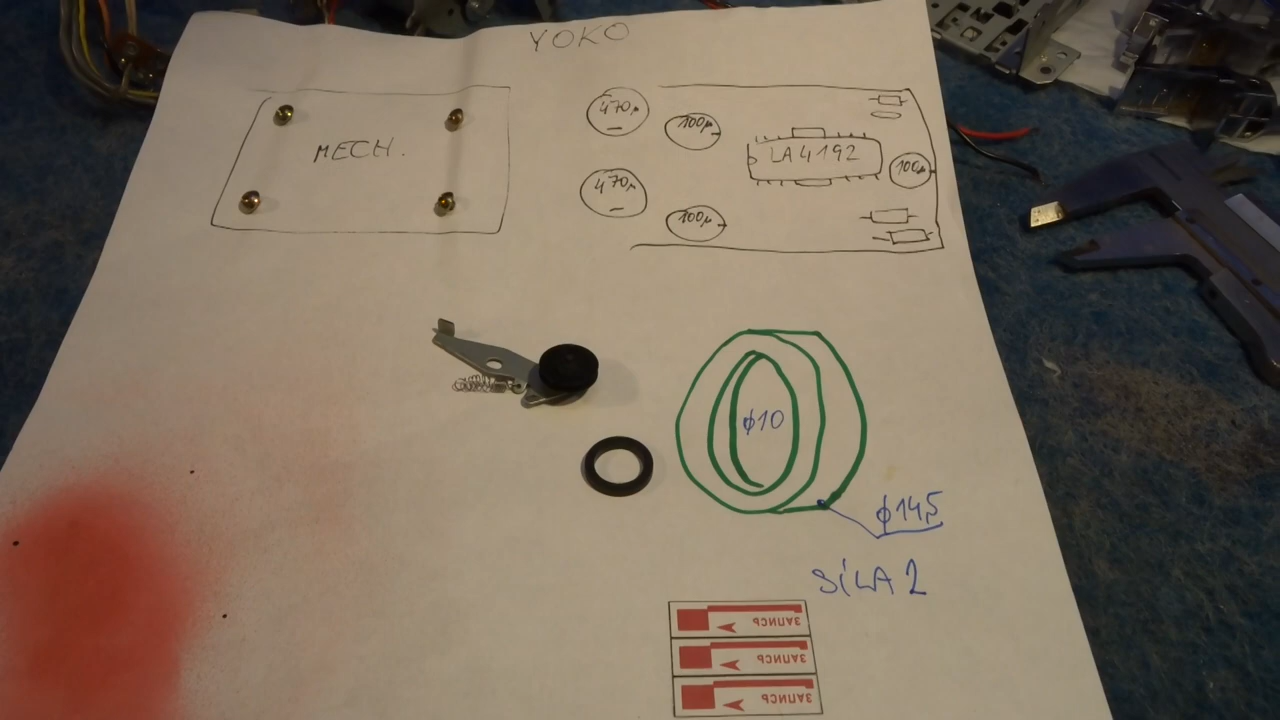 YOKO
MECH.
470µ
100µ
LA4192
100µ
470µ
100µ
φ10
φ14,5
SiLA 2
ЗАПИСЬ
ЗАПИСЬ
ЗАПИСЬ